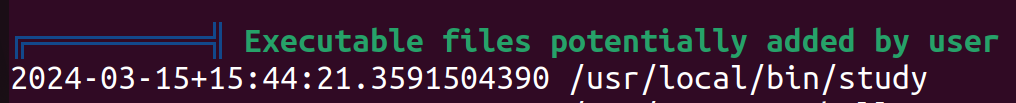 ╔══════════╣ Executable files potentially added by user
2024-03-15+15:44:21.3591504390 /usr/local/bin/study